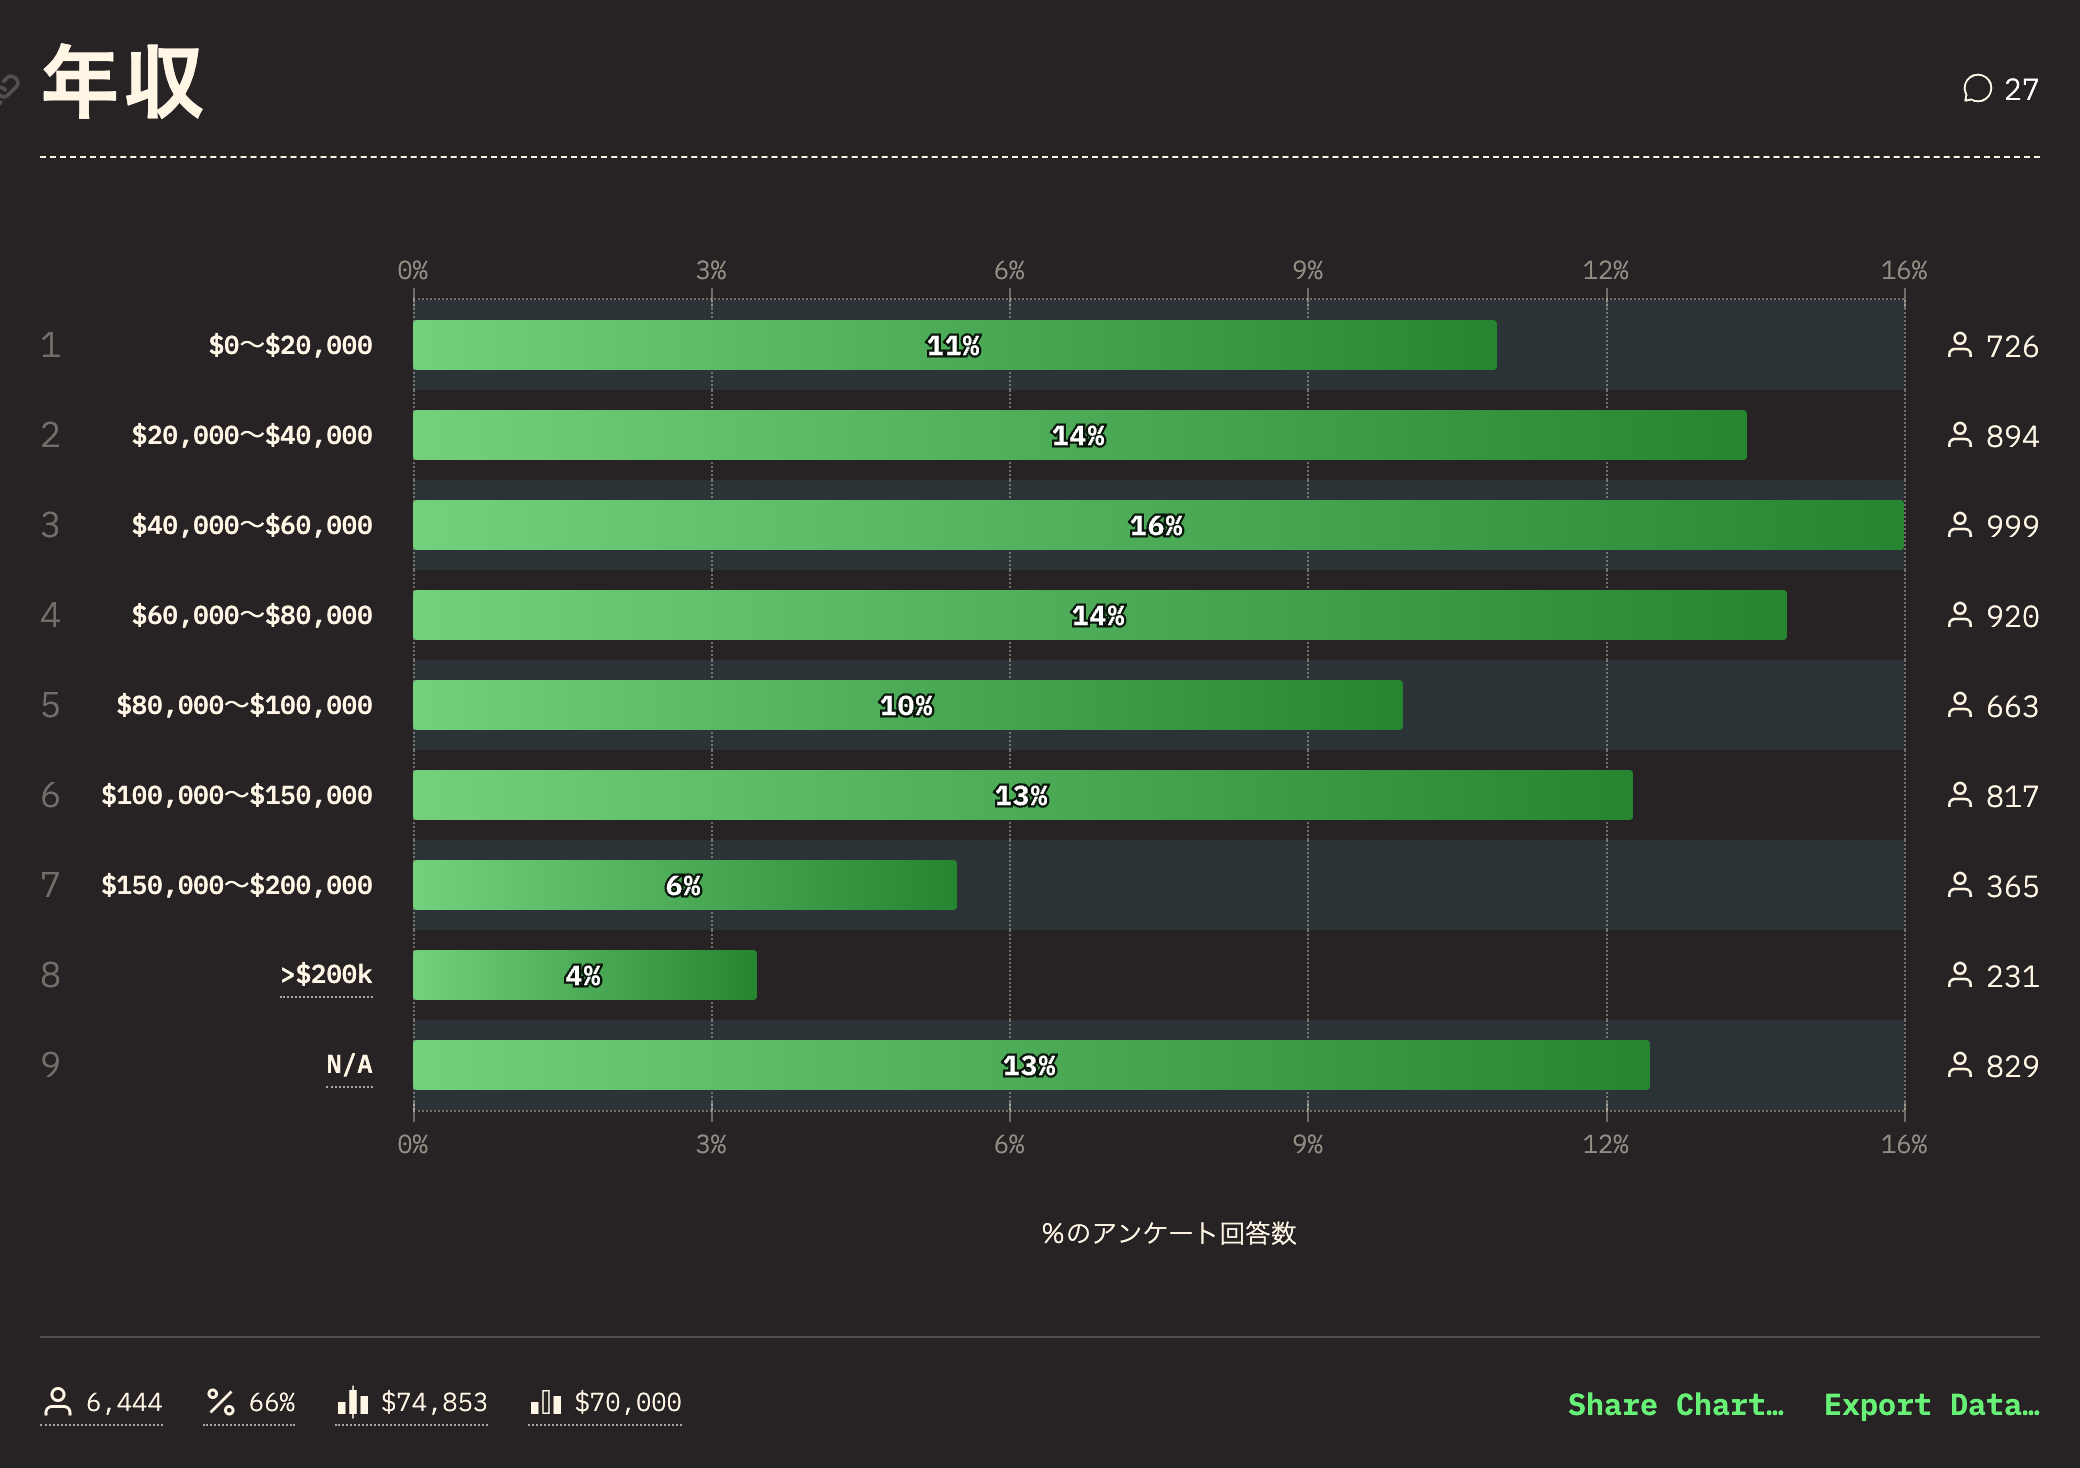 年収
27
0% 3% 6% 9% 12% 16%
1 $0〜$20,000 11% 726
2 $20,000〜$40,000 14% 894
3 $40,000〜$60,000 16% 999
4 $60,000〜$80,000 14% 920
5 $80,000〜$100,000 10% 663
6 $100,000〜$150,000 13% 817
7 $150,000〜$200,000 6% 365
8 >$200k 4% 231
9 N/A 13% 829
0% 3% 6% 9% 12% 16%
%のアンケート回答数
6,444 66% $74,853 $70,000 Share Chart… Export Data…